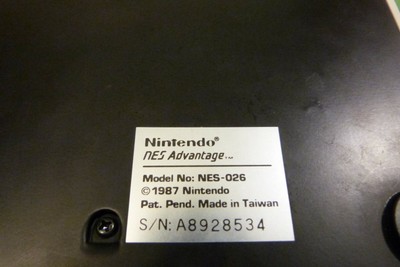 Nintendo®
NES Advantage™
Model No: NES-026
©1987 Nintendo
Pat. Pend. Made in Taiwan
S/N: A8928534